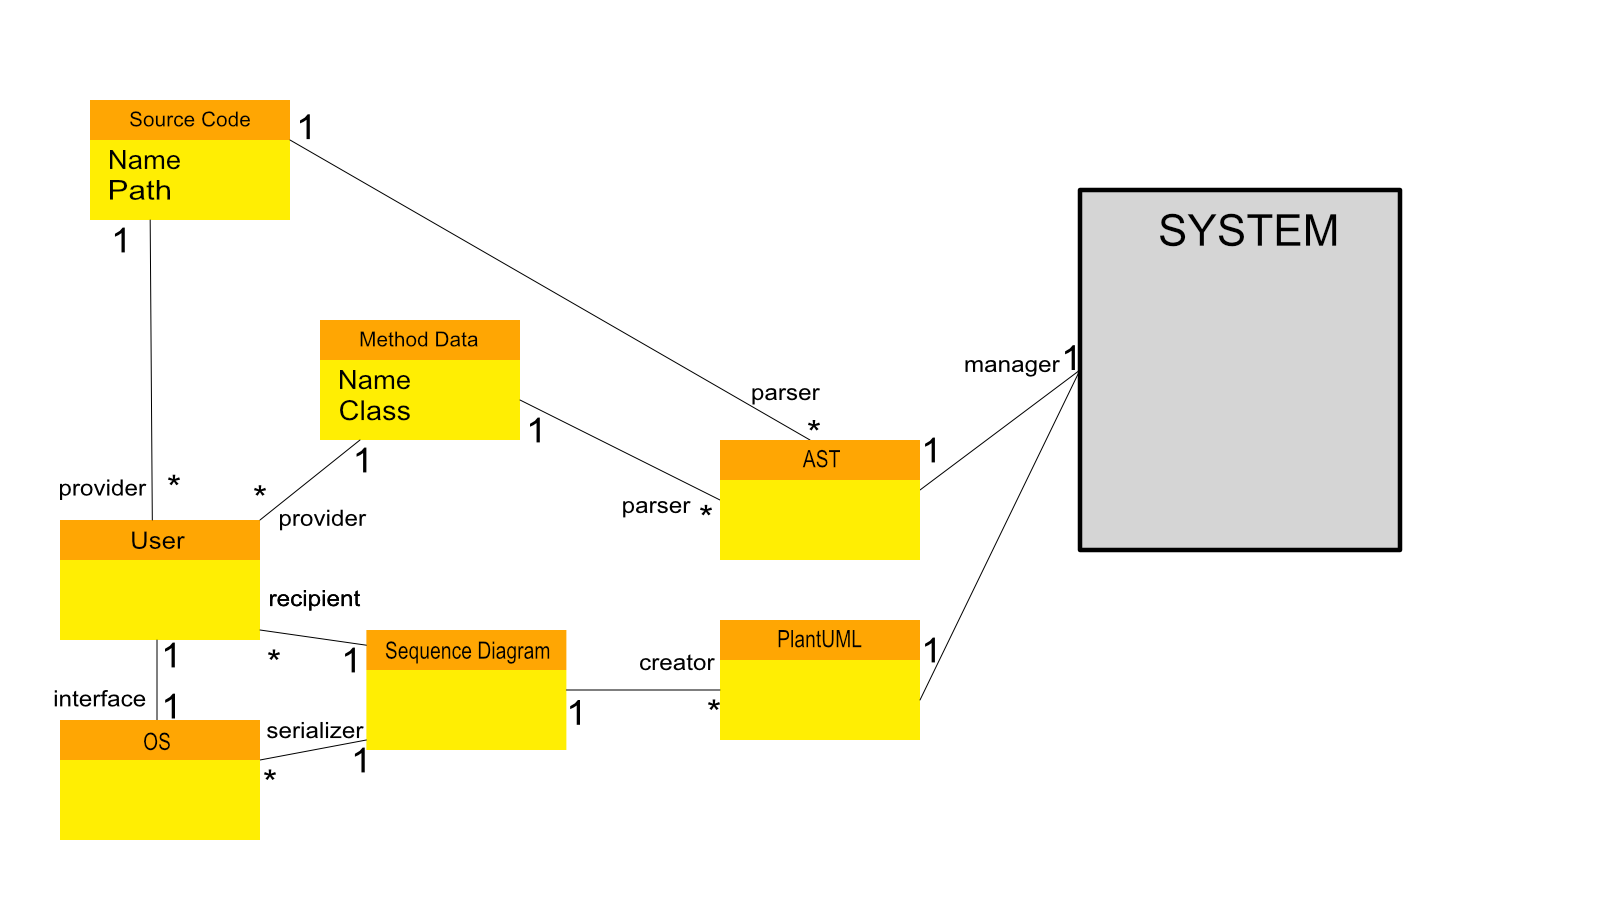 Source Code
1
Name
Path
1
SYSTEM
Method Data
manager
1
Name
Class
parser
*
1
1
1
AST
provider
*
*
parser
*
provider
User
recipient
*
1
1
Sequence Diagram
creator
*
1
PlantUML
1
interface
1
serializer
1
*
OS